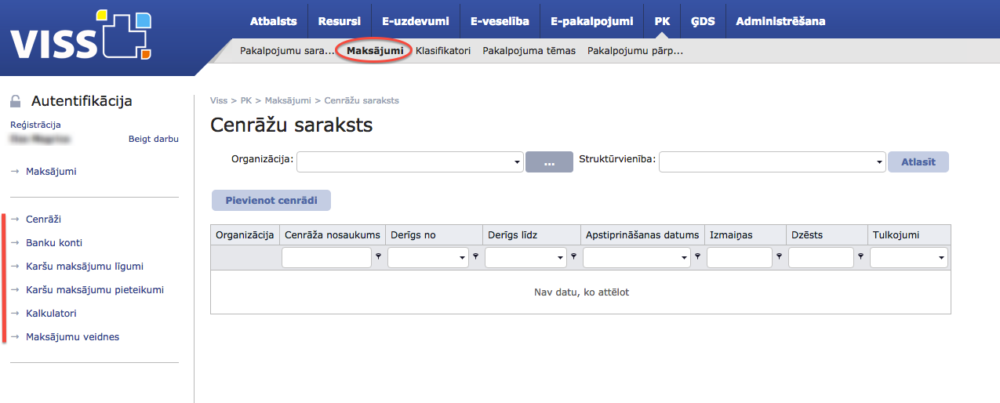 VISS
Atbalsts Resursi E-uzdevumi E-veselība E-pakalpojumi PK ĢDS Administrēšana
Pakalpojumu sara... Maksājumi Klasifikatori Pakalpojuma tēmas Pakalpojumu pārp...
Autentifikācija
Reģistrācija
Beigt darbu
→ Maksājumi
→ Cenrāži
→ Banku konti
→ Karšu maksājumu līgumi
→ Karšu maksājumu pieteikumi
→ Kalkulatori
→ Maksājumu veidnes
Viss > PK > Maksājumi > Cenrāžu saraksts
Cenrāžu saraksts
Organizācija: ... Struktūrvienība: Atlasīt
Pievienot cenrādi
Organizācija Cenrāža nosaukums Derīgs no Derīgs līdz Apstiprināšanas datums Izmaiņas Dzēsts Tulkojumi
Nav datu, ko attēlot